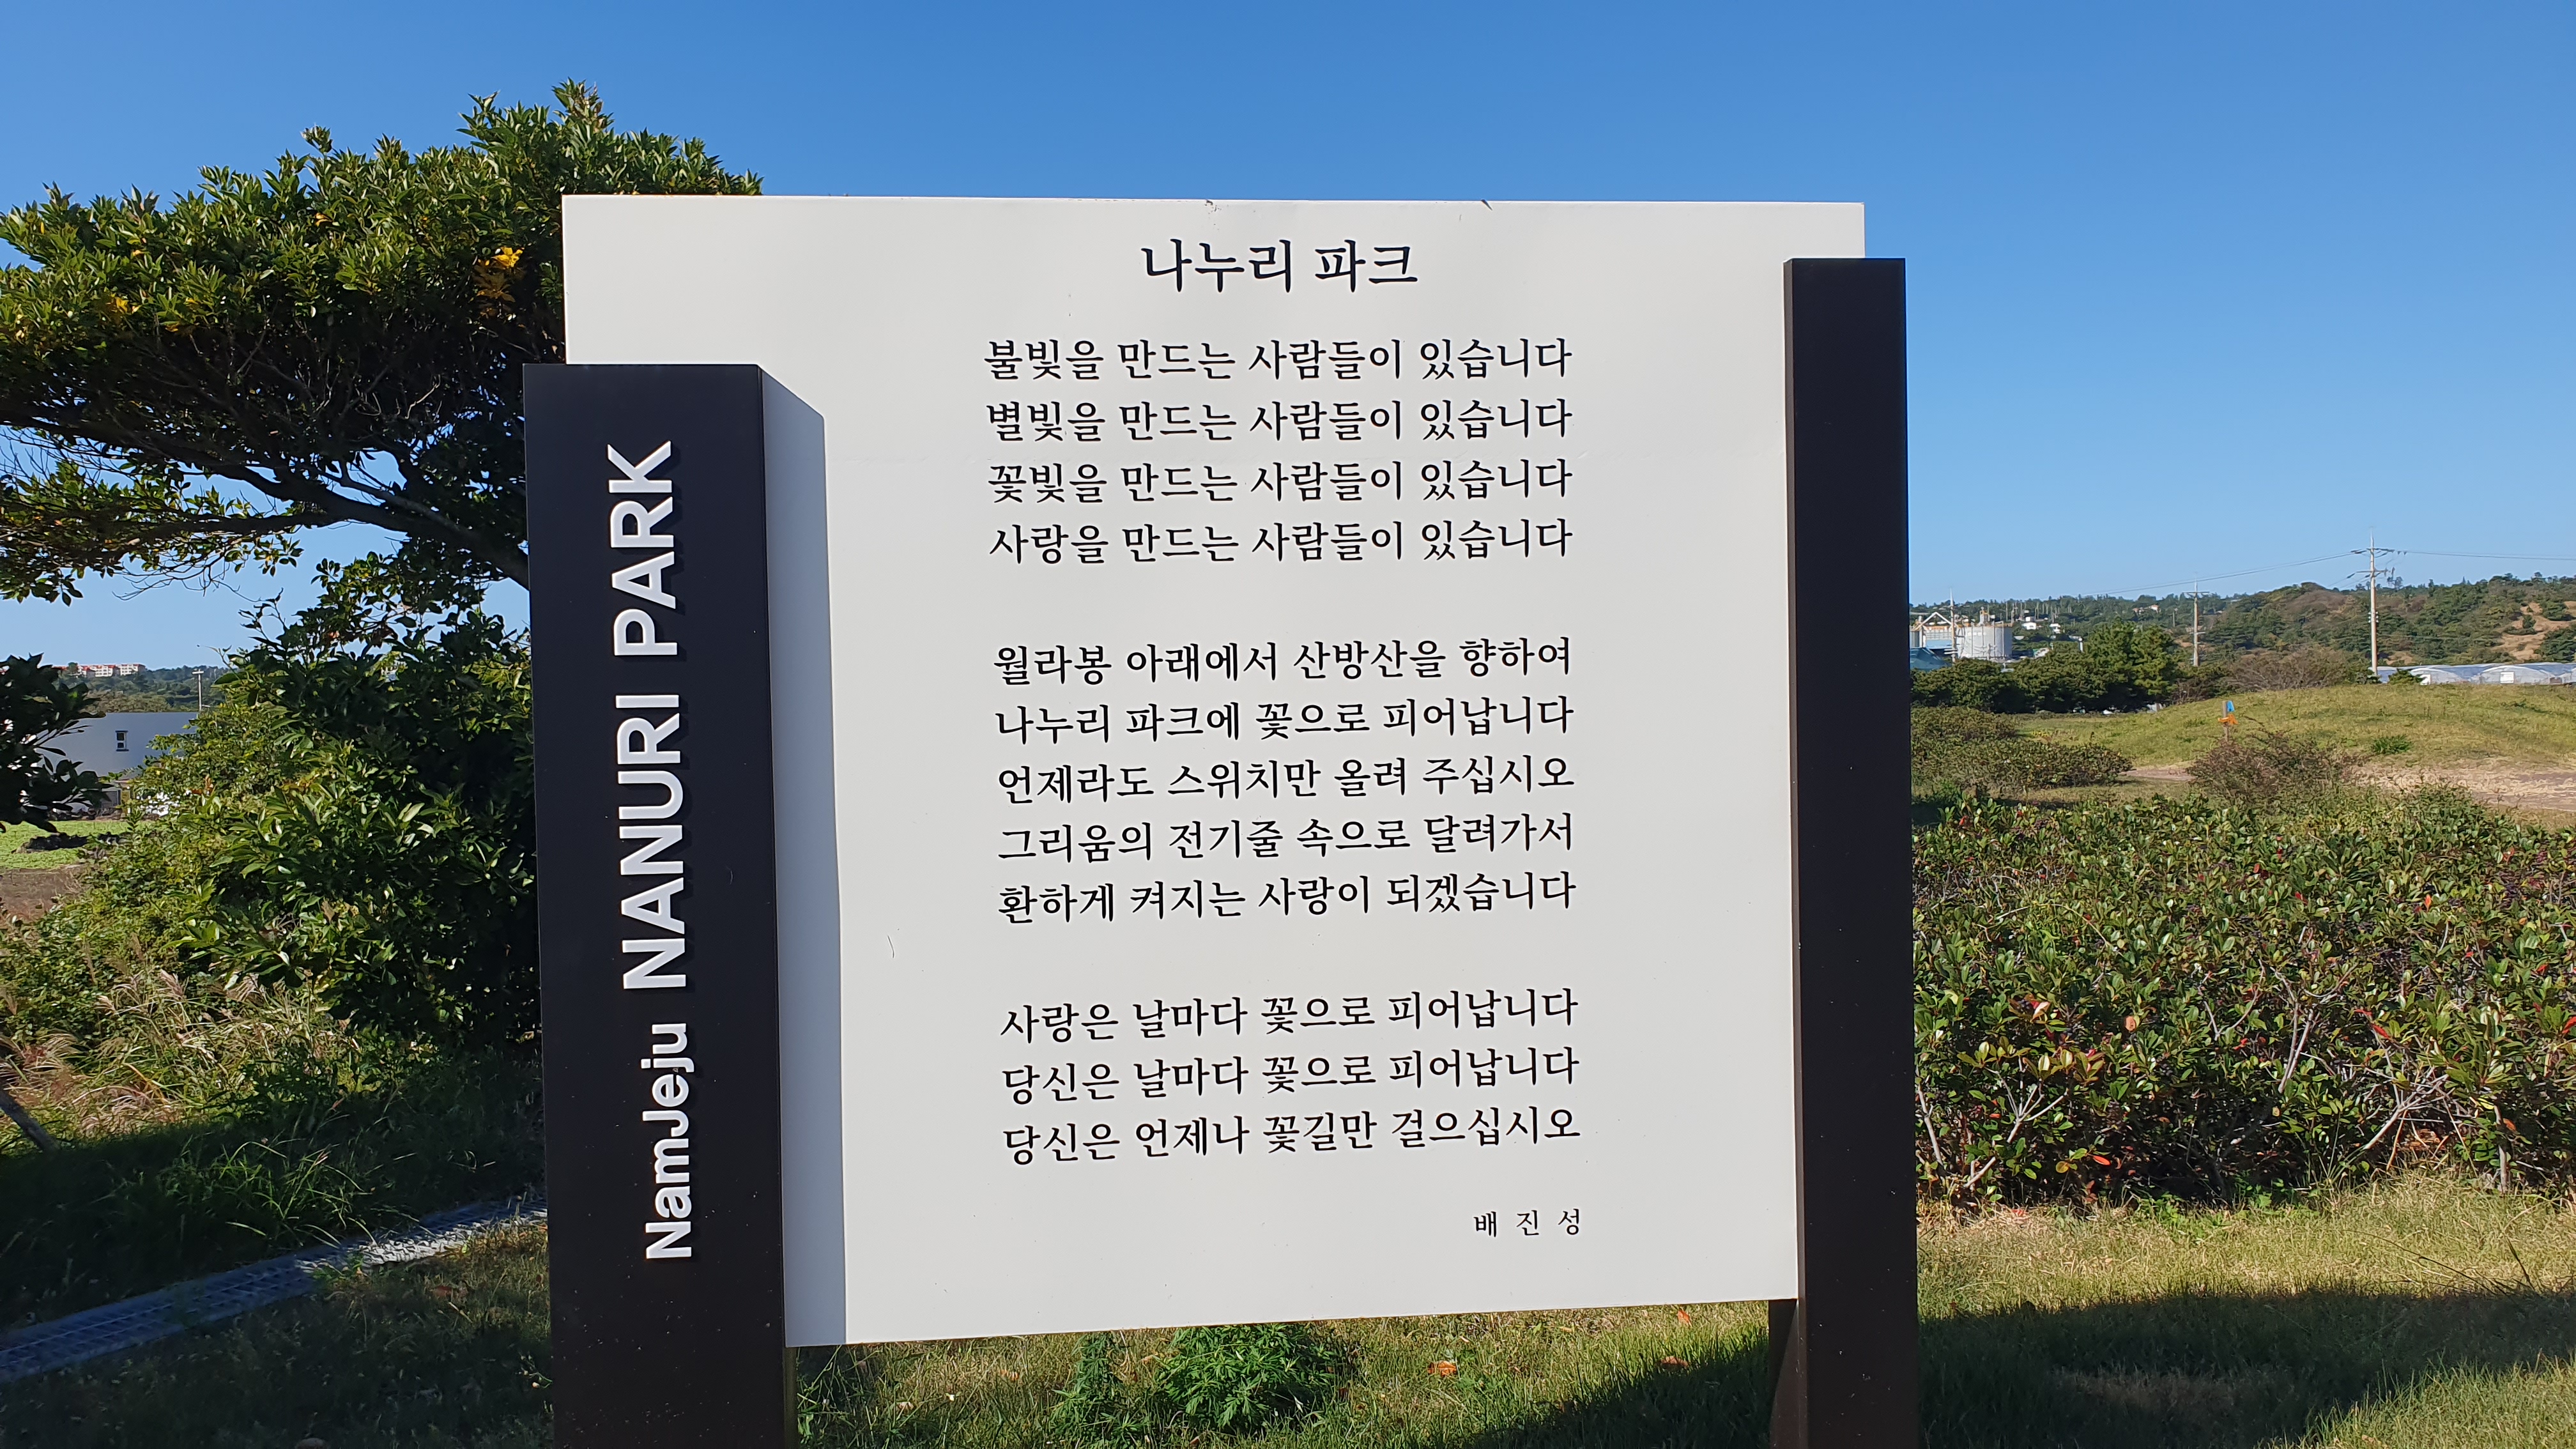 나누리 파크
불빛을 만드는 사람들이 있습니다
별빛을 만드는 사람들이 있습니다
꽃빛을 만드는 사람들이 있습니다
사랑을 만드는 사람들이 있습니다
월라봉 아래에서 산방산을 향하여
나누리 파크에 꽃으로 피어납니다
언제라도 스위치만 올려 주십시오
그리움의 전기줄 속으로 달려가서
환하게 켜지는 사랑이 되겠습니다
사랑은 날마다 꽃으로 피어납니다
당신은 날마다 꽃으로 피어납니다
당신은 언제나 꽃길만 걸으십시오
배 진 성
NamJeju NANURI PARK